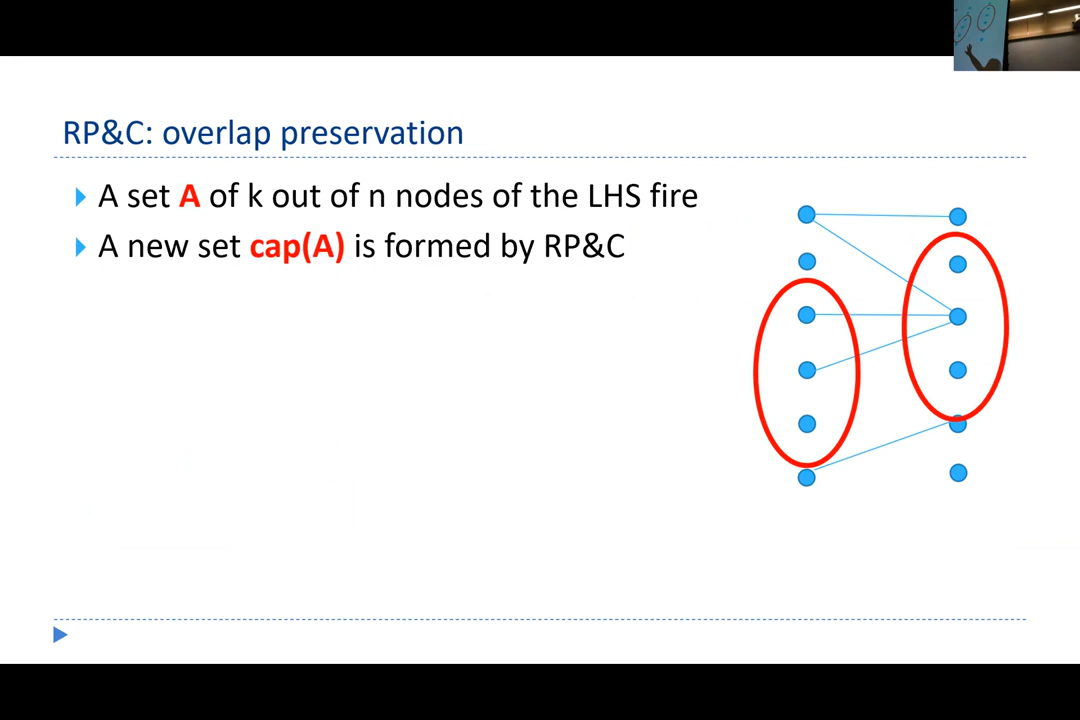 RP&C: overlap preservation
A set A of k out of n nodes of the LHS fire
A new set cap(A) is formed by RP&C